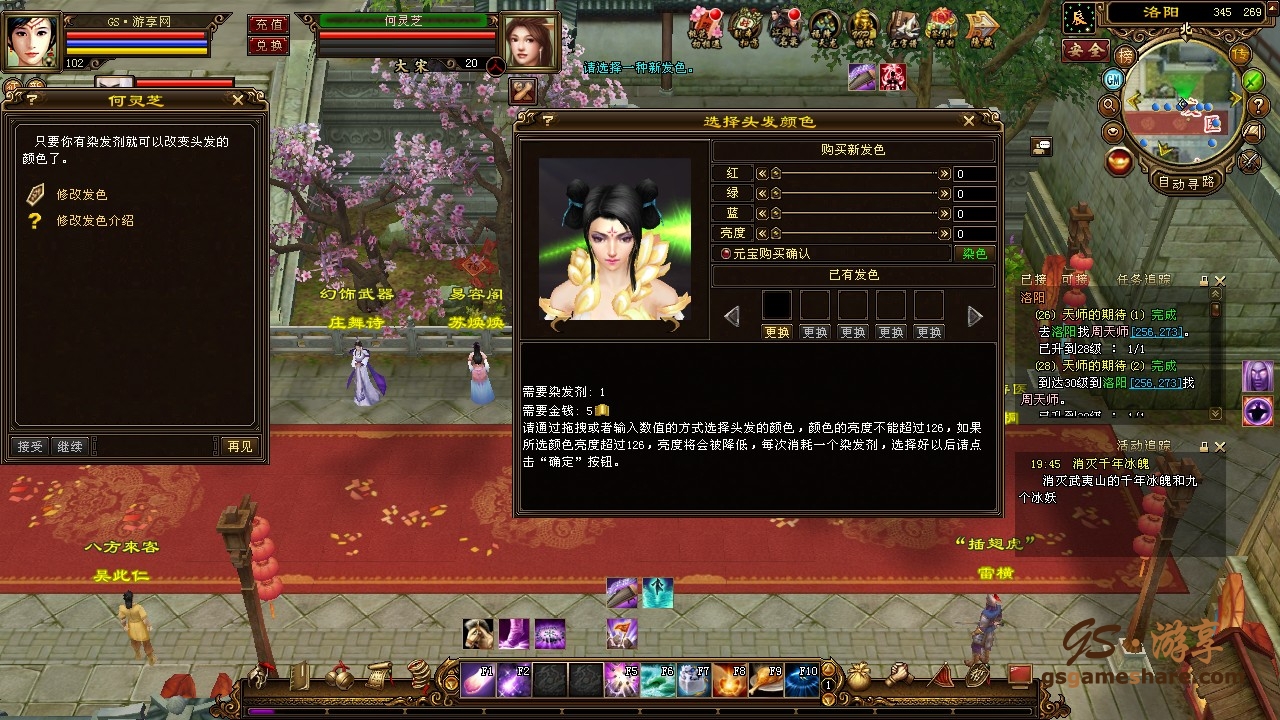 GS·游享网
102
充值
兑换
何灵芝
大宋 20
请选择一种新发色。
辰
洛阳 345 269
安全
北
榜
传
GM
自动寻路
? 何灵芝
只要你有染发剂就可以改变头发的
颜色了。
修改发色
? 修改发色介绍
接受 继续 再见
幻饰武器
庄舞诗
易容阁
苏焕焕
? 选择头发颜色
购买新发色
红 0
绿 0
蓝 0
亮度 0
元宝购买确认 染色
已有发色
更换 更换 更换 更换 更换
需要染发剂: 1
需要金钱: 5
请通过拖拽或者输入数值的方式选择头发的颜色，颜色的亮度不能超过126，如果
所选颜色亮度超过126，亮度将会被降低，每次消耗一个染发剂，选择好以后请点
击“确定”按钮。
已接 可接 任务追踪
洛阳
(26) 天师的期待(1) 完成
去洛阳找周天师[256,273]。
已升到28级 : 1/1
(28) 天师的期待(2) 完成
到达30级到洛阳[256,273]找
周天师。
活动追踪
19:45 消灭千年冰魄
消灭武夷山的千年冰魄和九
个冰妖
八方来客
吴此仁
“插翅虎”
雷横
F1 F2 F5 F6 F7 F8 F9 F10
1
GS·游享
gsgameshare.com